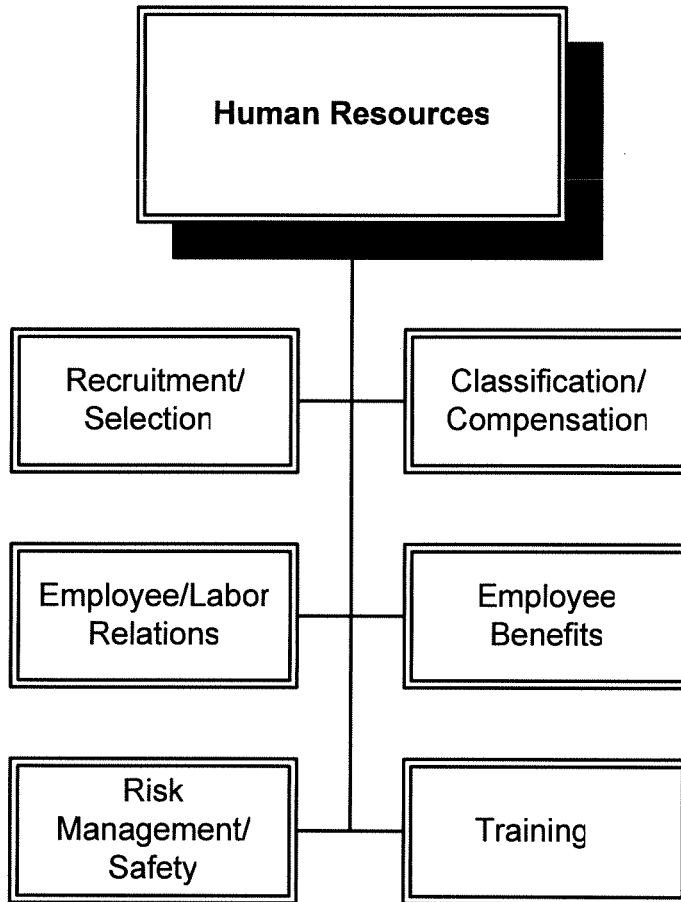 Human Resources
Recruitment/
Selection
Classification/
Compensation
Employee/Labor
Relations
Employee
Benefits
Risk
Management/
Safety
Training